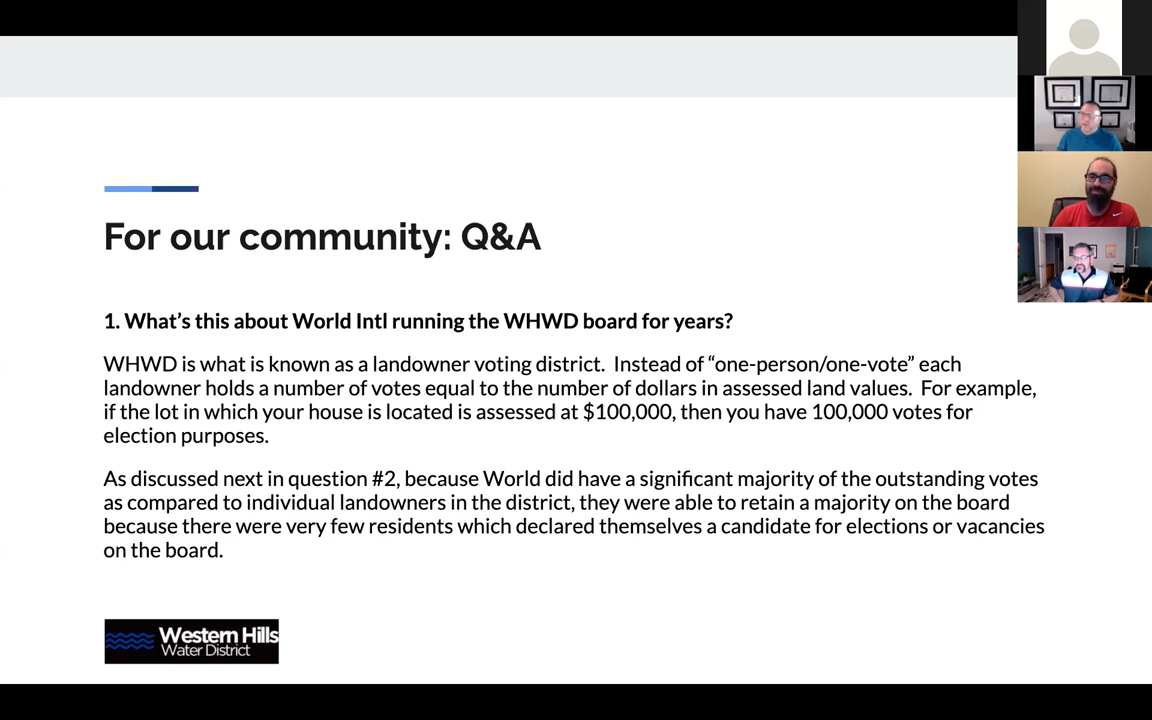 For our community: Q&A
1. What’s this about World Intl running the WHWD board for years?
WHWD is what is known as a landowner voting district.  Instead of “one-person/one-vote” each
landowner holds a number of votes equal to the number of dollars in assessed land values.  For example,
if the lot in which your house is located is assessed at $100,000, then you have 100,000 votes for
election purposes.
As discussed next in question #2, because World did have a significant majority of the outstanding votes
as compared to individual landowners in the district, they were able to retain a majority on the board
because there were very few residents which declared themselves a candidate for elections or vacancies
on the board.
Western Hills
Water District